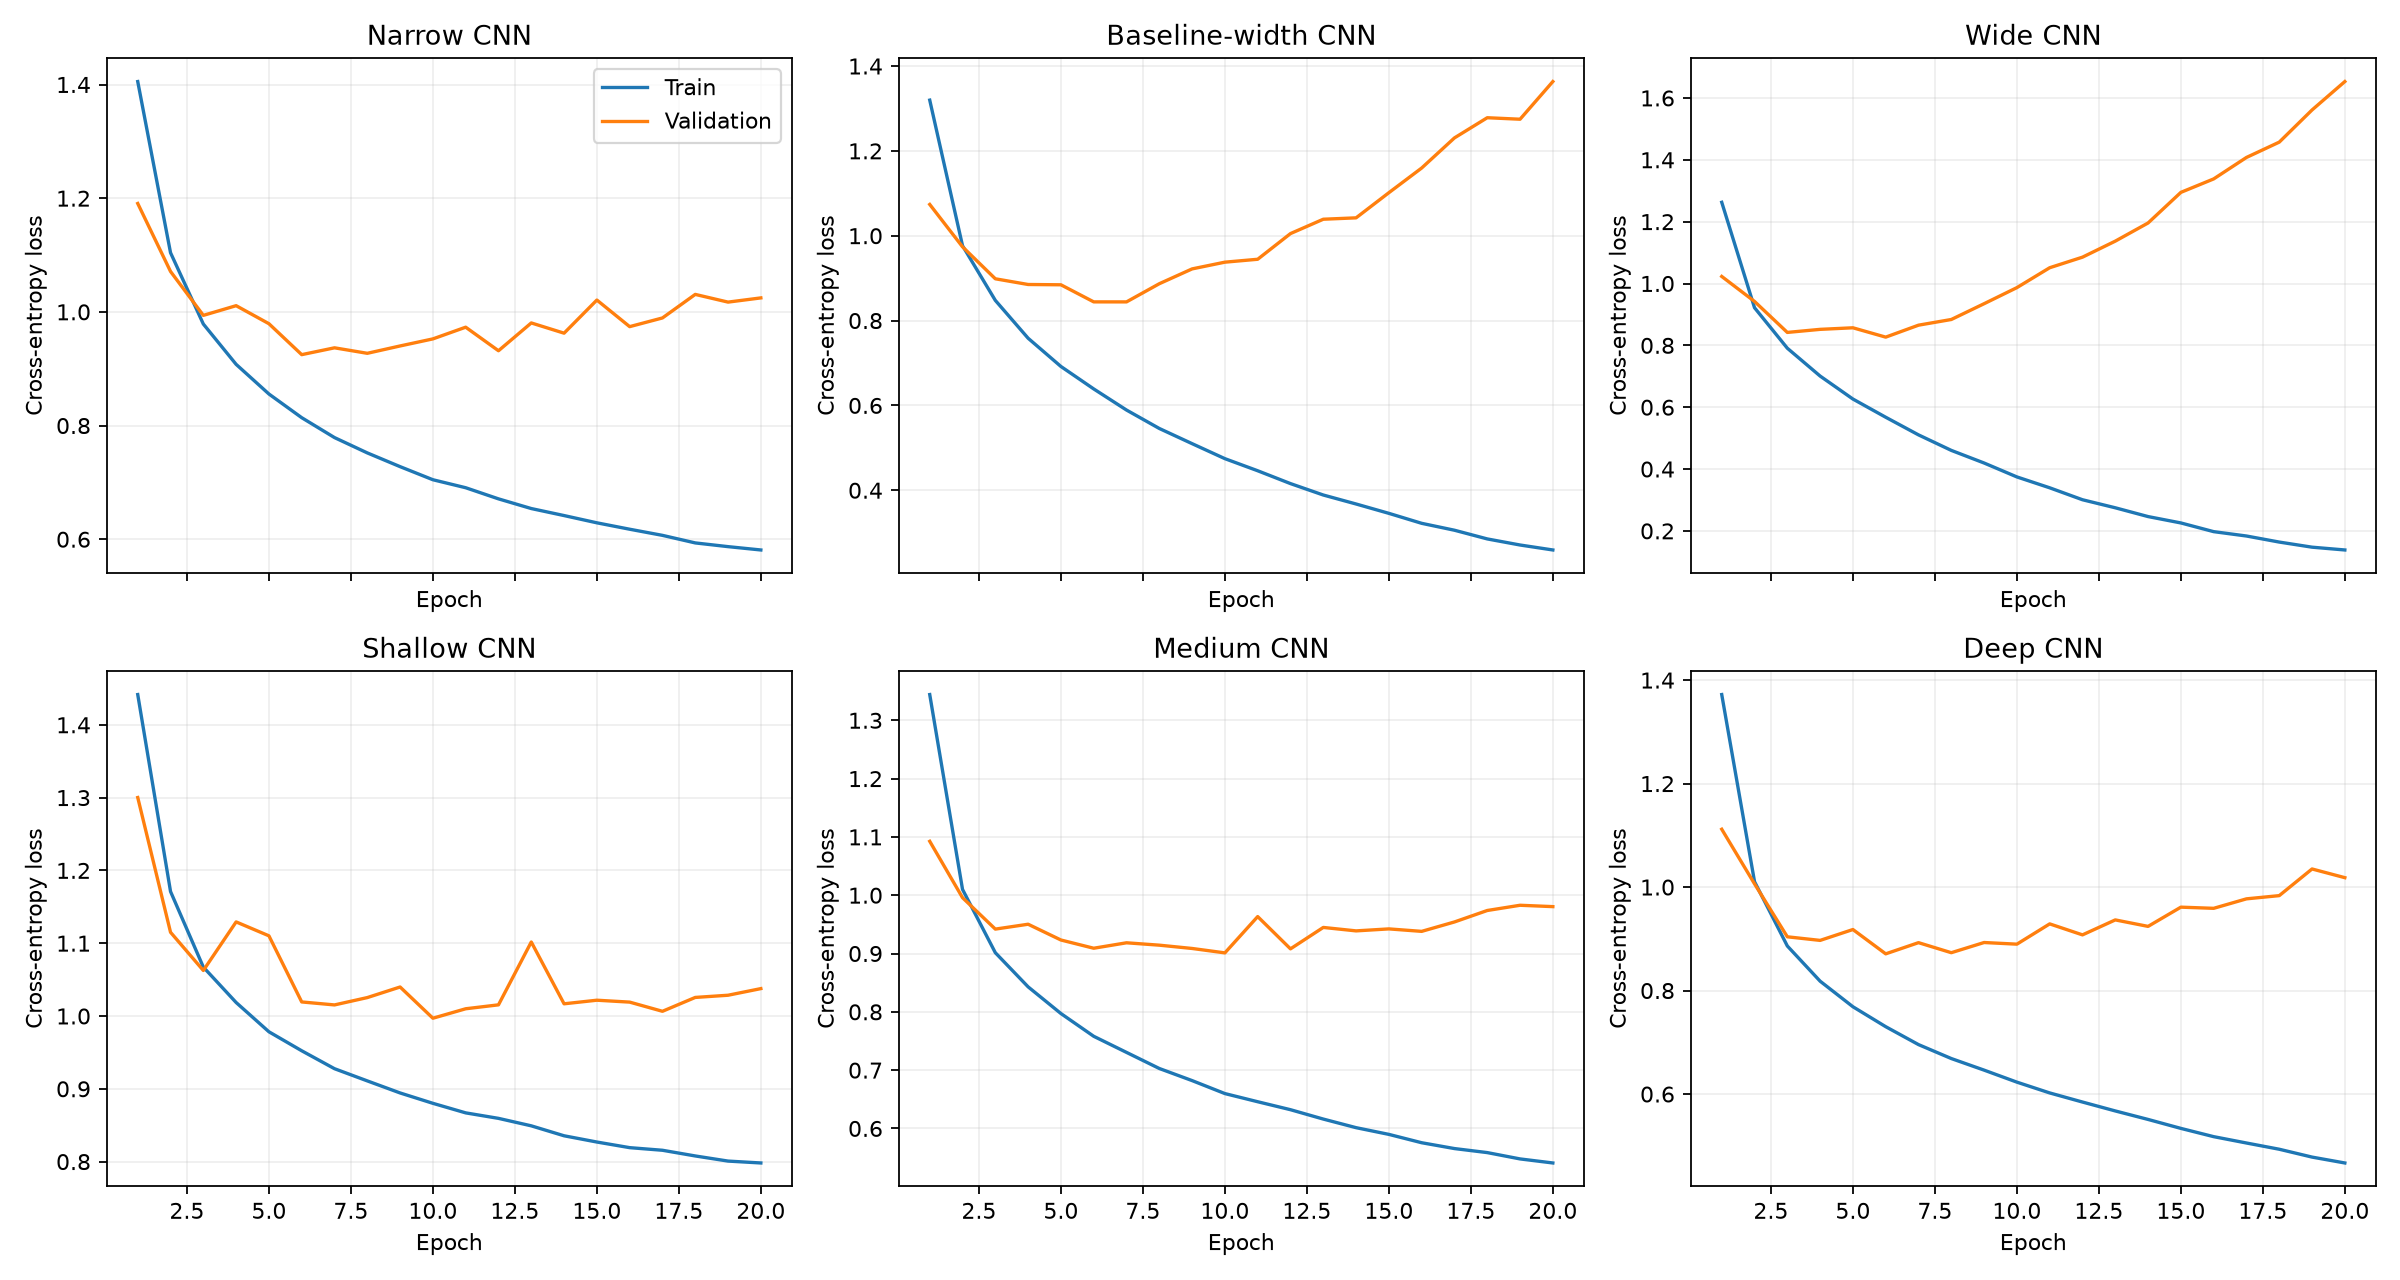 Narrow CNN
Baseline-width CNN
Wide CNN
1.4
1.2
1.0
0.8
0.6
Cross-entropy loss
Train
Validation
Epoch
1.4
1.2
1.0
0.8
0.6
0.4
Cross-entropy loss
Epoch
1.6
1.4
1.2
1.0
0.8
0.6
0.4
0.2
Cross-entropy loss
Epoch
Shallow CNN
Medium CNN
Deep CNN
1.4
1.3
1.2
1.1
1.0
0.9
0.8
Cross-entropy loss
2.5 5.0 7.5 10.0 12.5 15.0 17.5 20.0
Epoch
1.3
1.2
1.1
1.0
0.9
0.8
0.7
0.6
Cross-entropy loss
2.5 5.0 7.5 10.0 12.5 15.0 17.5 20.0
Epoch
1.4
1.2
1.0
0.8
0.6
Cross-entropy loss
2.5 5.0 7.5 10.0 12.5 15.0 17.5 20.0
Epoch